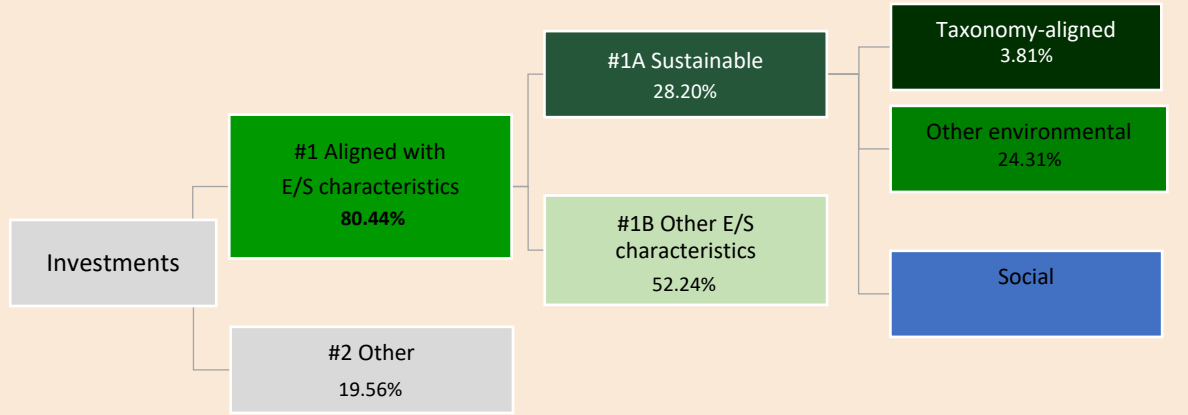 Investments
#1 Aligned with
E/S characteristics
80.44%
#2 Other
19.56%
#1A Sustainable
28.20%
#1B Other E/S
characteristics
52.24%
Taxonomy-aligned
3.81%
Other environmental
24.31%
Social